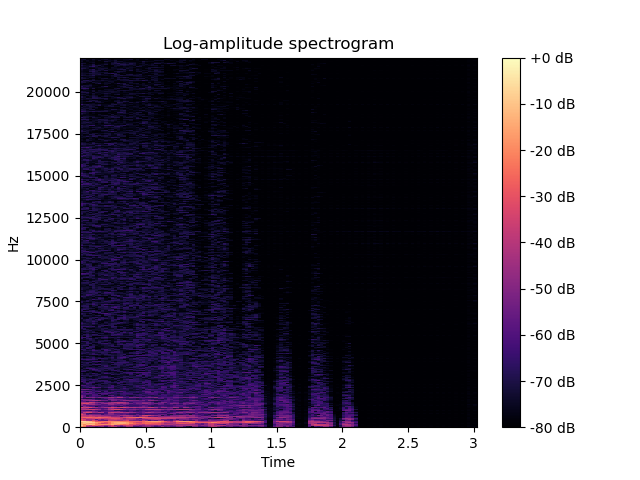 Log-amplitude spectrogram
Hz
20000
17500
15000
12500
10000
7500
5000
2500
0
0 0.5 1 1.5 2 2.5 3
Time
+0 dB
-10 dB
-20 dB
-30 dB
-40 dB
-50 dB
-60 dB
-70 dB
-80 dB